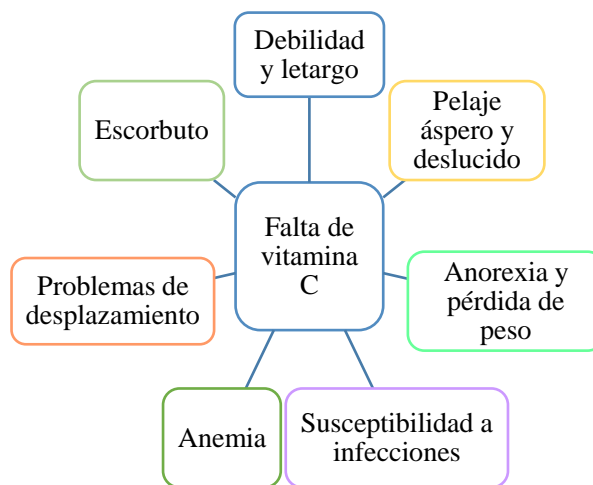 Debilidad
y letargo
Pelaje
áspero y
deslucido
Anorexia y
pérdida de
peso
Susceptibilidad a
infecciones
Anemia
Problemas de
desplazamiento
Escorbuto
Falta de
vitamina
C